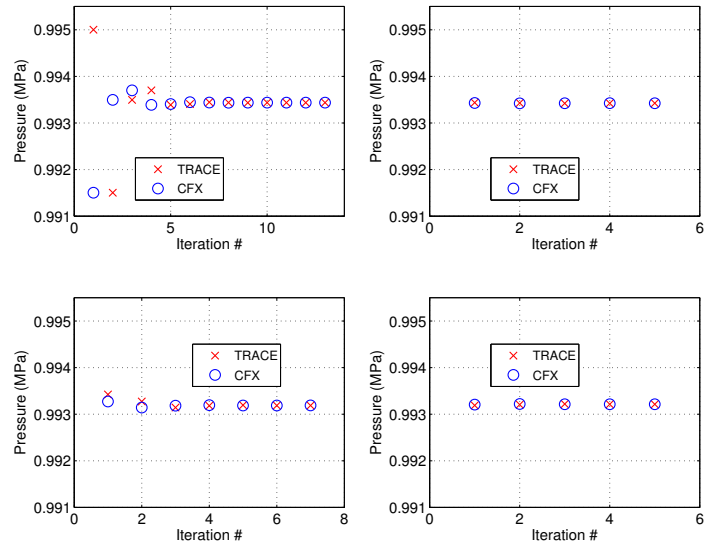 0.995
0.994
0.993
0.992
0.991
Pressure (MPa)
TRACE
CFX
0
5
10
Iteration #
0.995
0.994
0.993
0.992
0.991
Pressure (MPa)
TRACE
CFX
0
2
4
6
Iteration #
0.995
0.994
0.993
0.992
0.991
Pressure (MPa)
TRACE
CFX
0
2
4
6
8
Iteration #
0.995
0.994
0.993
0.992
0.991
Pressure (MPa)
TRACE
CFX
0
2
4
6
Iteration #